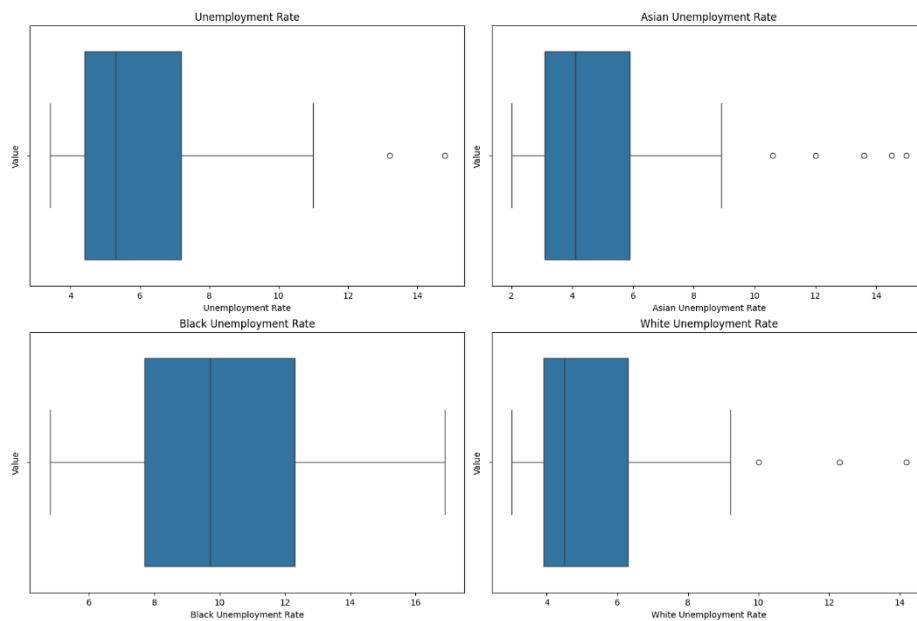 Unemployment Rate
Value
4 6 8 10 12 14
Unemployment Rate
Asian Unemployment Rate
Value
2 4 6 8 10 12 14
Asian Unemployment Rate
Black Unemployment Rate
Value
6 8 10 12 14 16
Black Unemployment Rate
White Unemployment Rate
Value
4 6 8 10 12 14
White Unemployment Rate